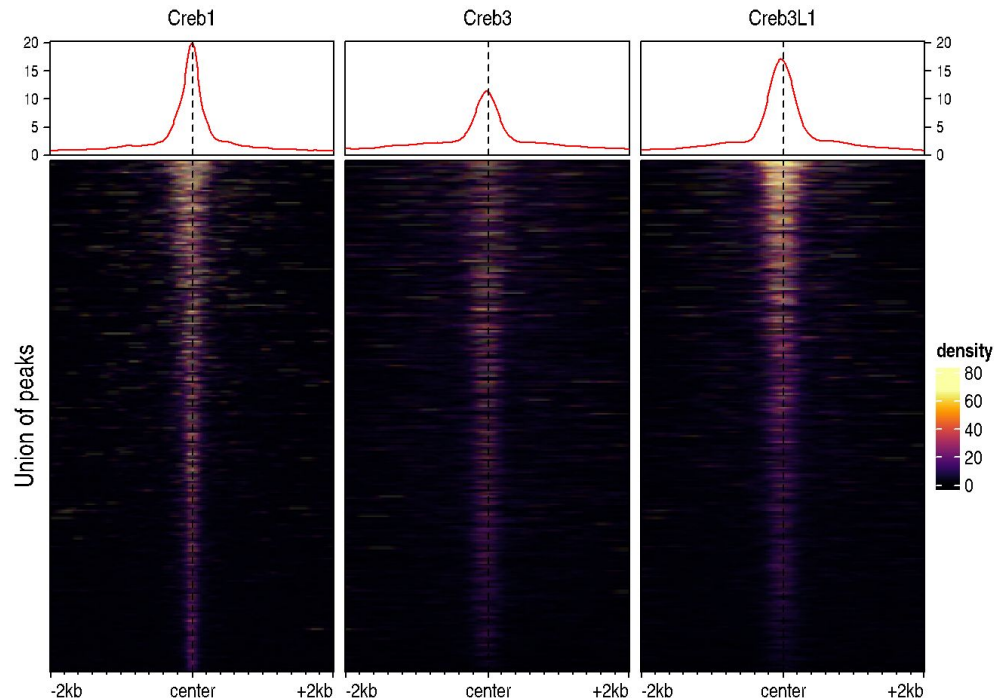 Creb1 Creb3 Creb3L1
20 20
15 15
10 10
5 5
0 0
Union of peaks
density
80
60
40
20
0
-2kb center +2kb -2kb center +2kb -2kb center +2kb